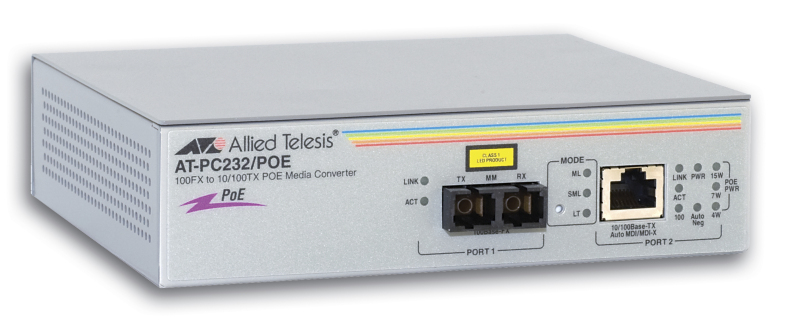 Allied Telesis®
AT-PC232/POE
100FX to 10/100TX POE Media Converter
PoE
CLASS 1
LED PRODUCT
TX MM RX
LINK
ACT
100Base-FX
PORT 1
MODE
ML
SML
LT
10/100Base-TX
Auto MDI/MDI-X
PORT 2
LINK PWR 15W
ACT 7W
100 Auto Neg 4W
POE
PWR